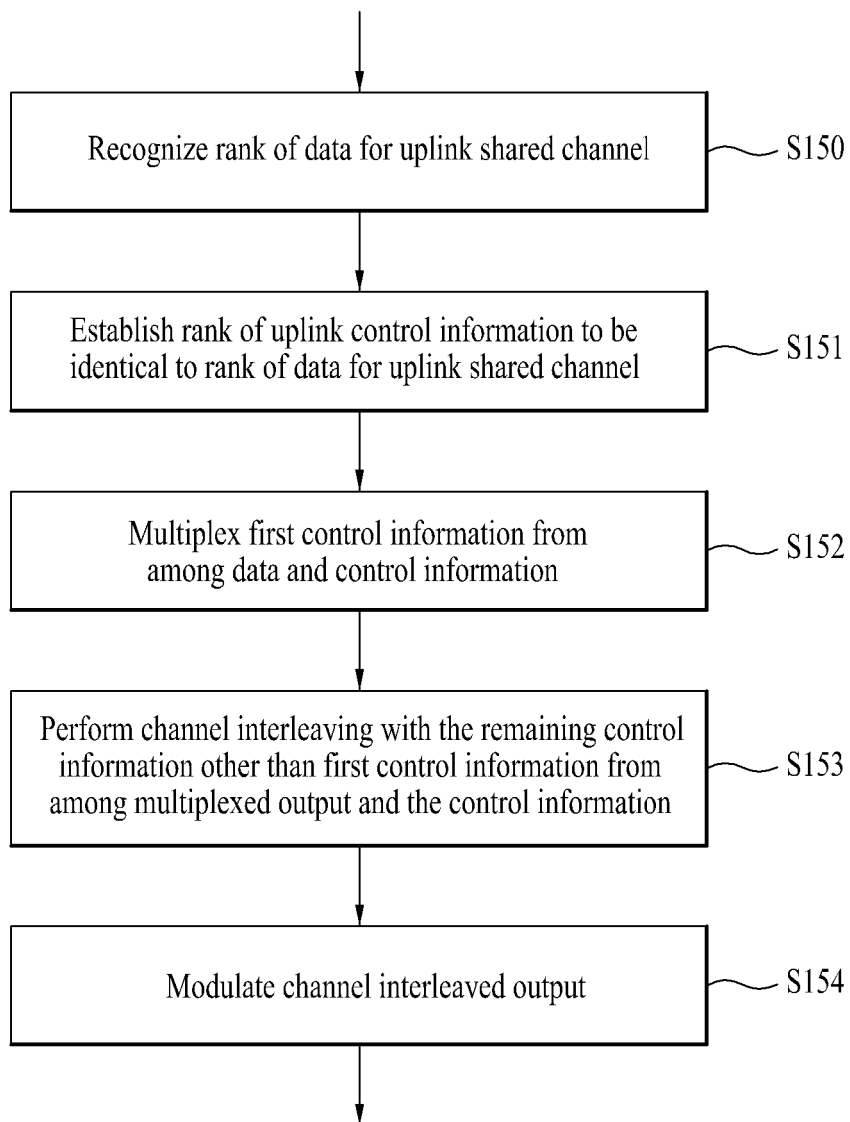 Recognize rank of data for uplink shared channel
S150
Establish rank of uplink control information to be
identical to rank of data for uplink shared channel
S151
Multiplex first control information from
among data and control information
S152
Perform channel interleaving with the remaining control
information other than first control information from
among multiplexed output and the control information
S153
Modulate channel interleaved output
S154